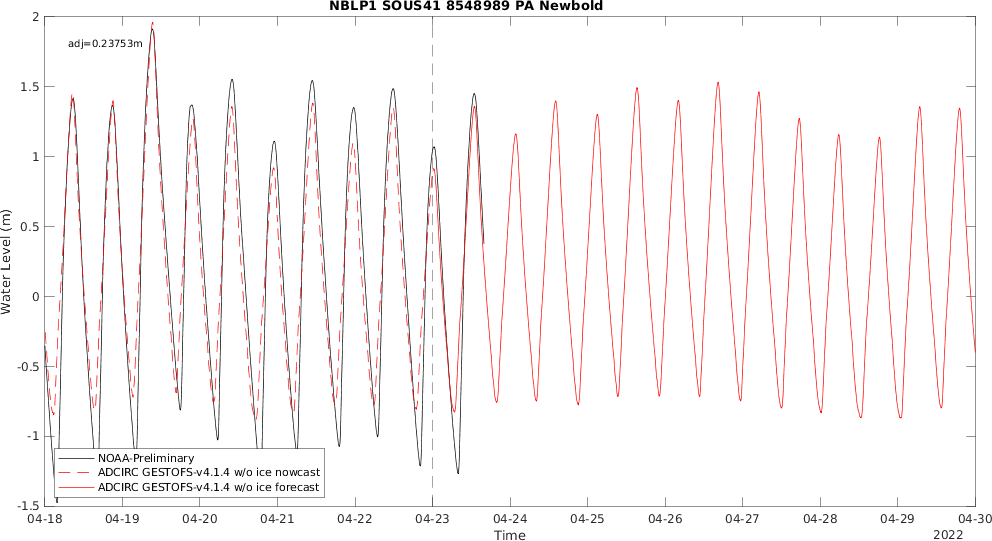 NBLP1 SOUS41 8548989 PA Newbold
adj=0.23753m
Water Level (m)
2
1.5
1
0.5
0
-0.5
-1
-1.5
NOAA-Preliminary
ADCIRC GESTOFS-v4.1.4 w/o ice nowcast
ADCIRC GESTOFS-v4.1.4 w/o ice forecast
04-18 04-19 04-20 04-21 04-22 04-23 04-24 04-25 04-26 04-27 04-28 04-29 04-30
Time
2022